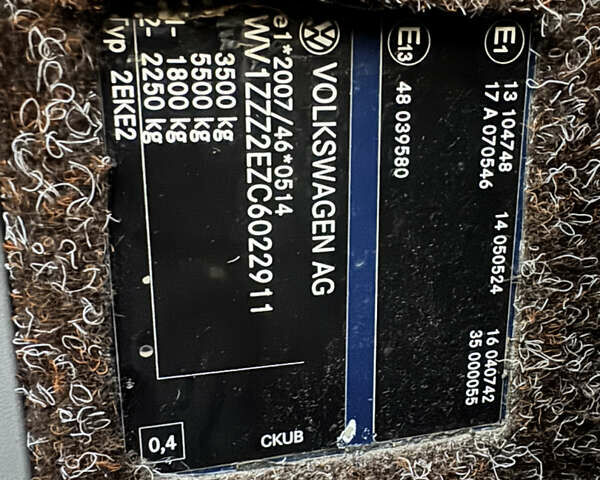 E1
13 104748 14 050524 16 040742
17 A 070546 35 000055
E13
48 039580
VOLKSWAGEN AG
e1*2007/46*0514
WV1ZZZ2EZC6022911
3500 kg
5500 kg
1- 1800 kg
2- 2250 kg
Typ 2EKE2
CKUB
0,4